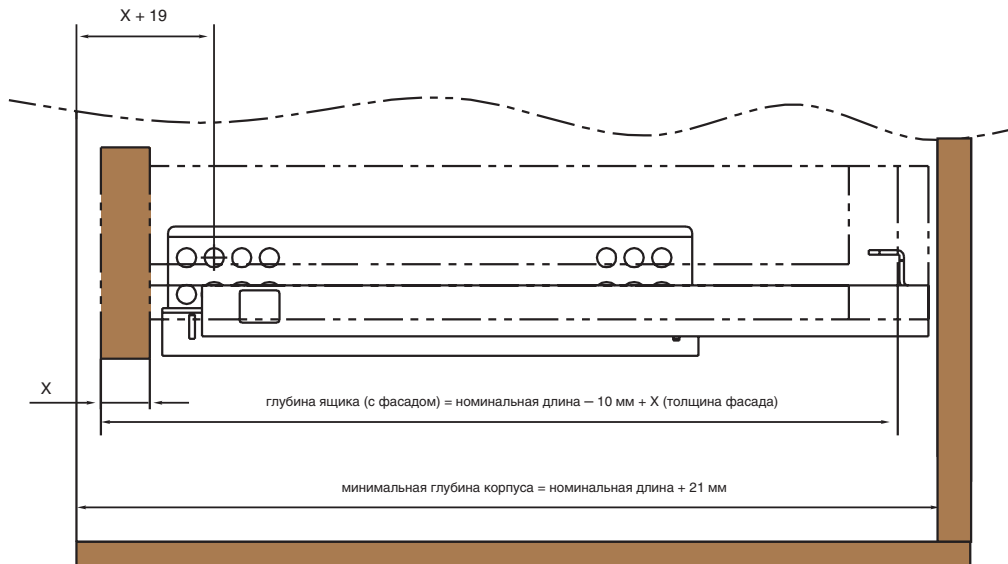 X + 19
X
глубина ящика (с фасадом) = номинальная длина – 10 мм + X (толщина фасада)
минимальная глубина корпуса = номинальная длина + 21 мм